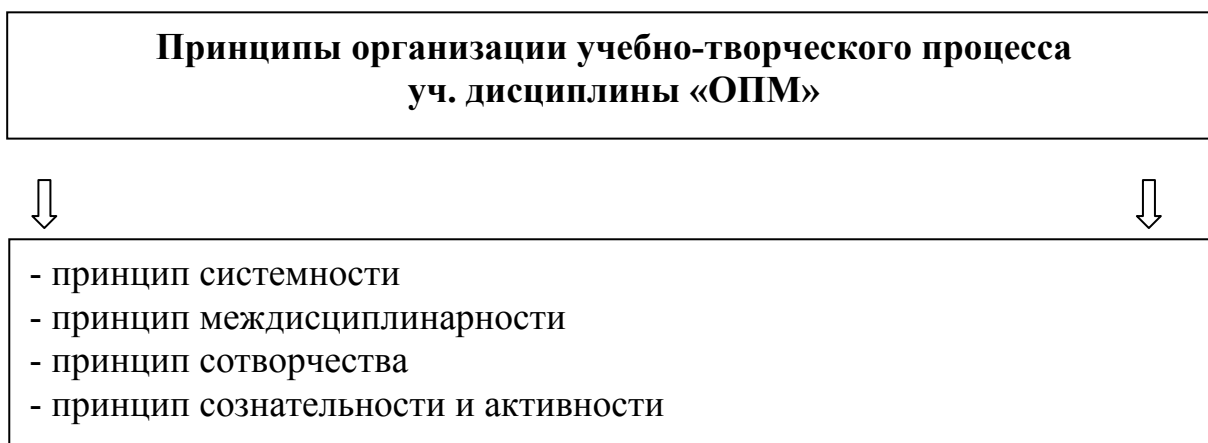 Принципы организации учебно-творческого процесса
уч. дисциплины «ОПМ»
- принцип системности
- принцип междисциплинарности
- принцип сотворчества
- принцип сознательности и активности